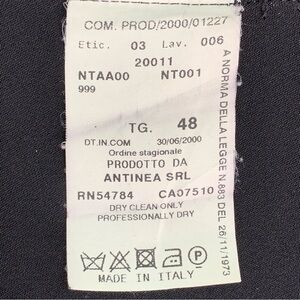 COM. PROD/2000/01227
Etic. 03 Lav. 006
20011
NTAA00 NT001
999
TG. 48
DT.IN.COM 30/06/2000
Ordine stagionale
PRODOTTO DA
ANTINEA SRL
RN54784 CA07510
DRY CLEAN ONLY
PROFESSIONALLY DRY
P
MADE IN ITALY
A NORMA DELLA LEGGE N.883 DEL 26/11/1973